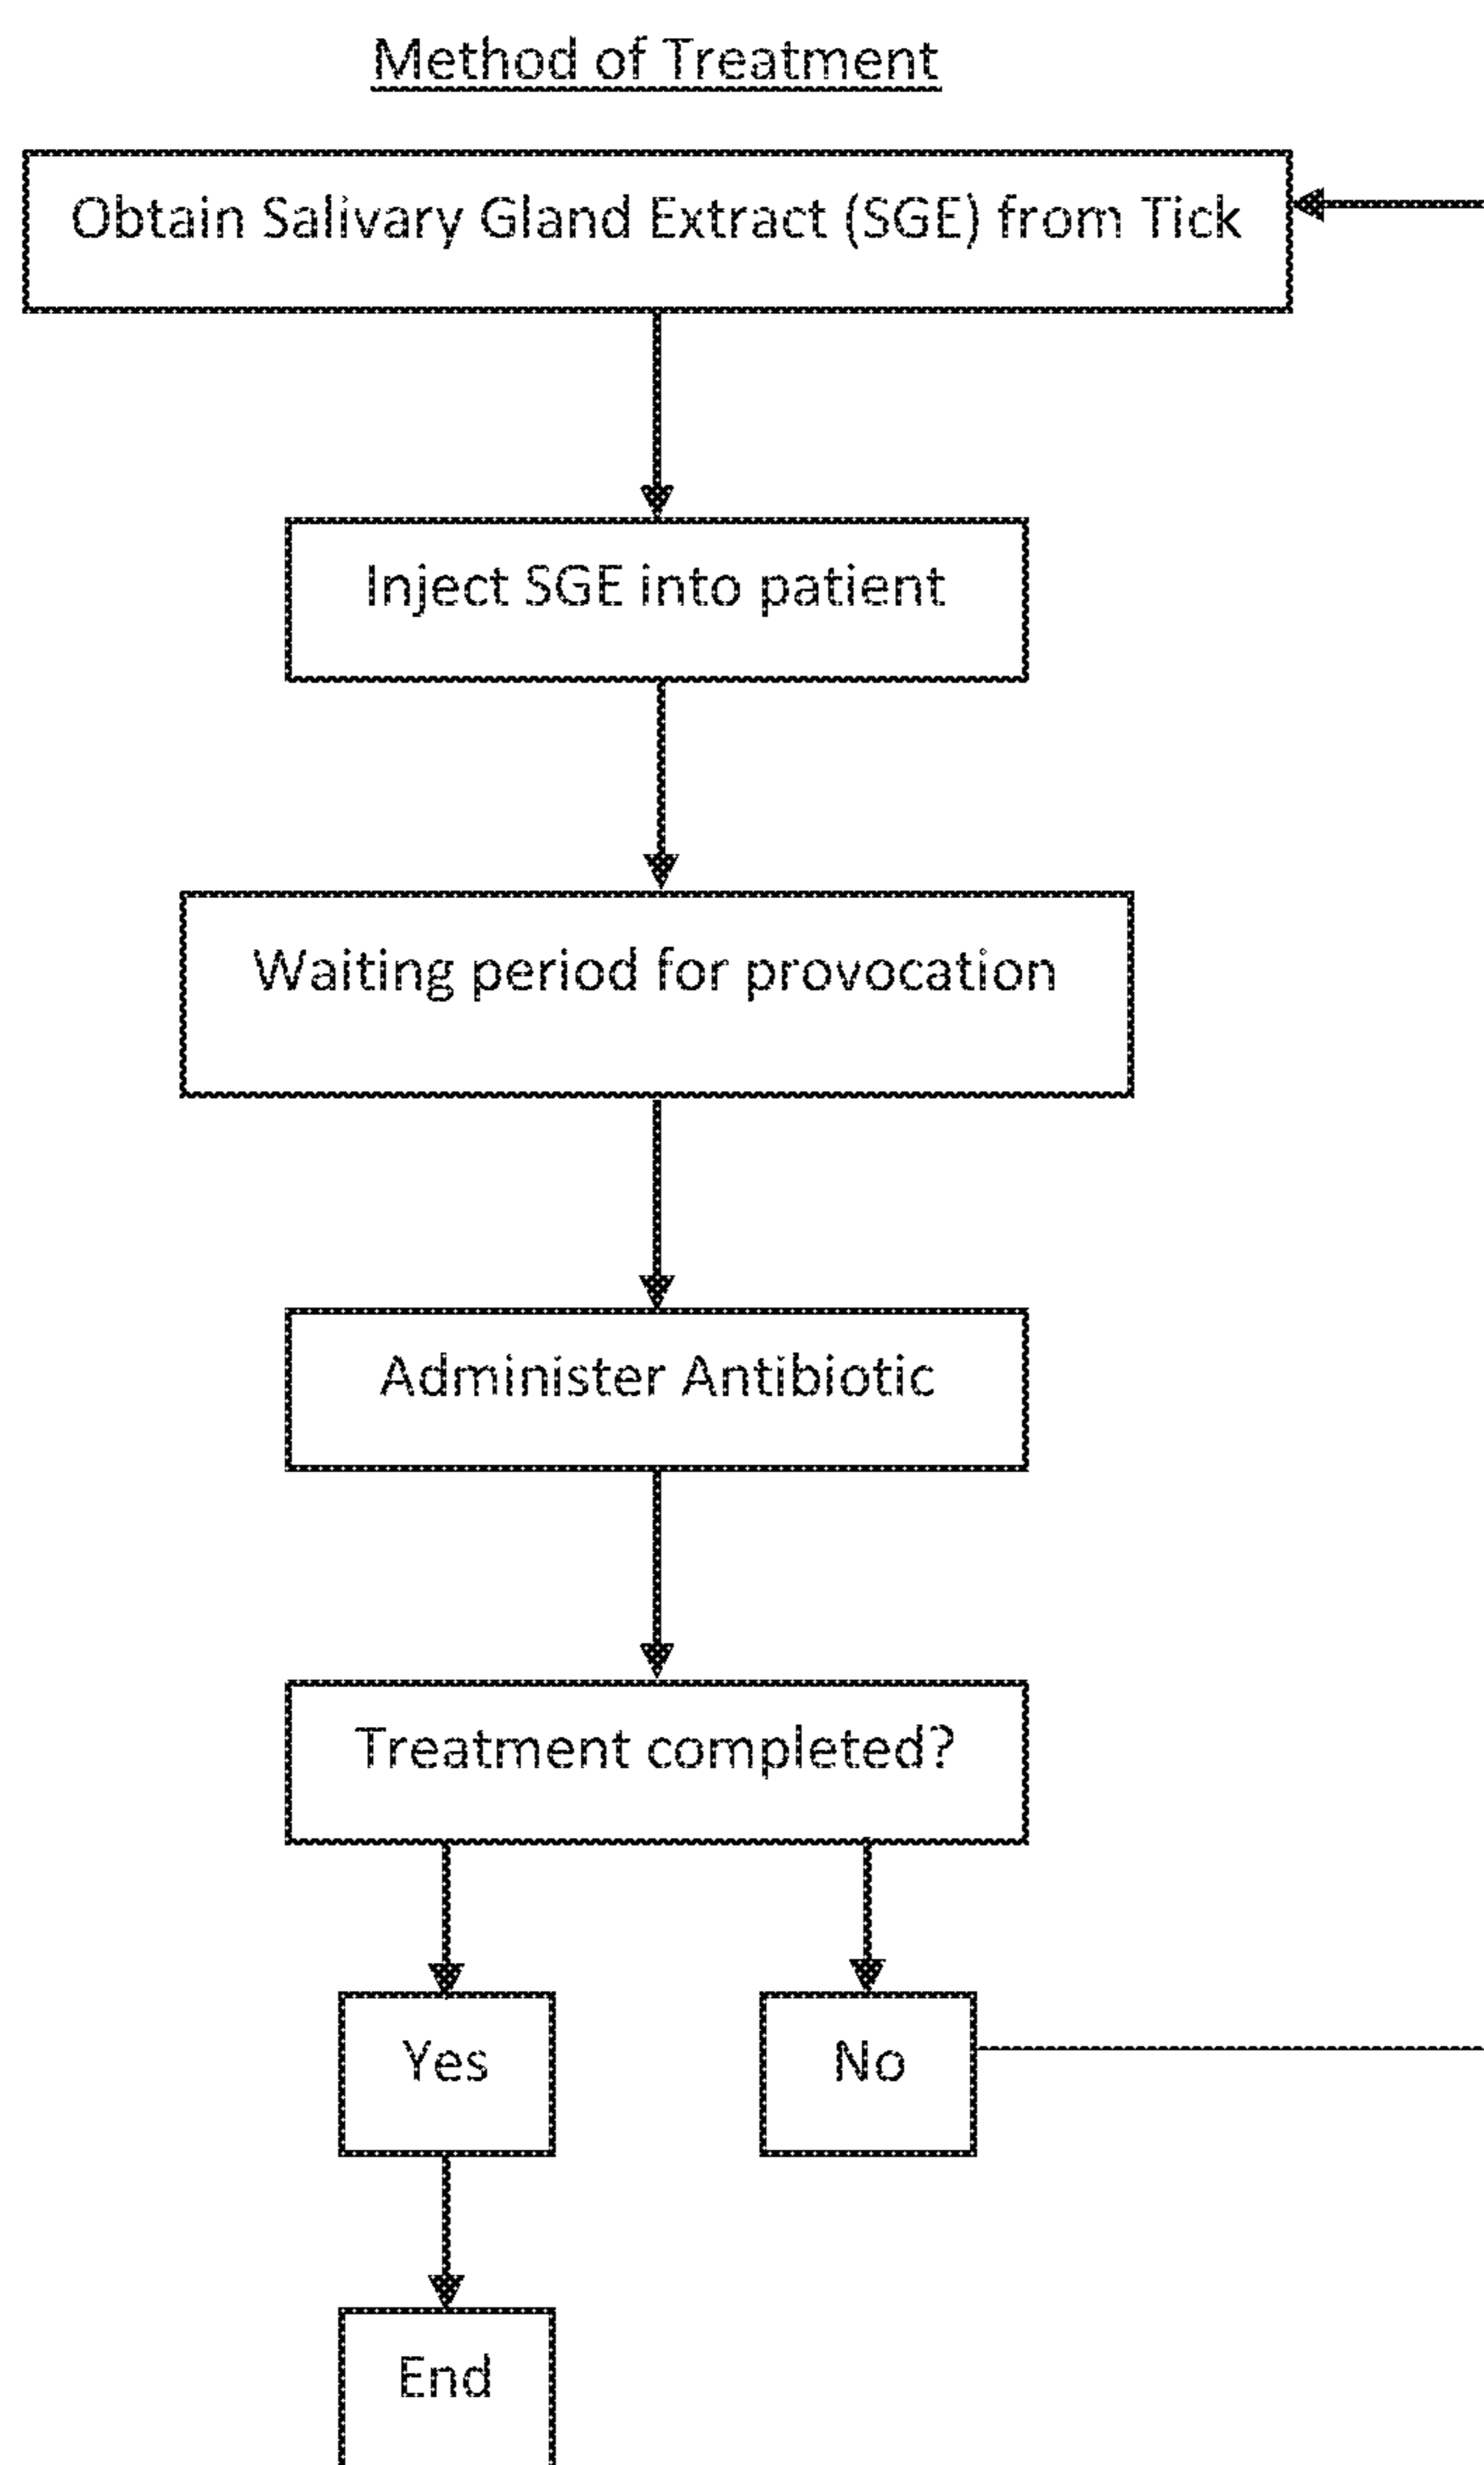 Method of Treatment
Obtain Salivary Gland Extract (SGE) from Tick
Inject SGE into patient
Waiting period for provocation
Administer Antibiotic
Treatment completed?
Yes
No
End